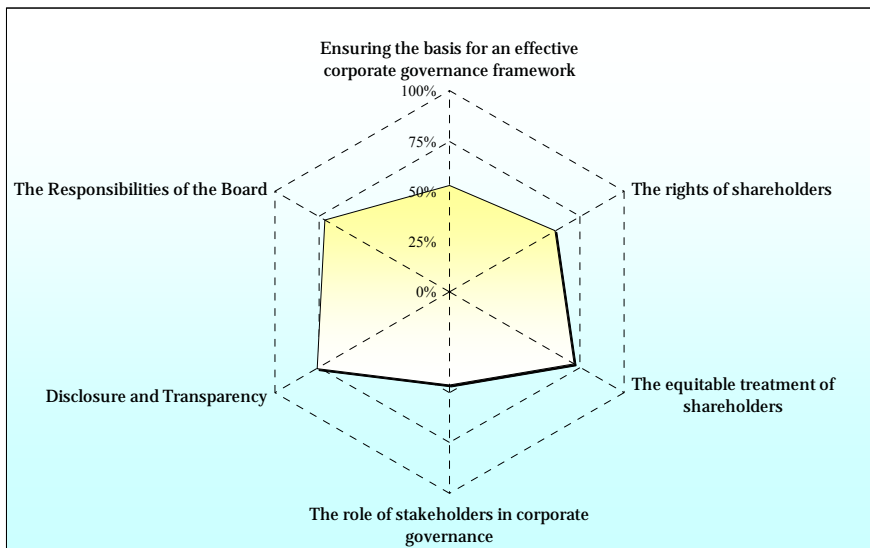 Ensuring the basis for an effective
corporate governance framework
100%
75%
The Responsibilities of the Board
50%
The rights of shareholders
25%
0%
Disclosure and Transparency
The equitable treatment of
shareholders
The role of stakeholders in corporate
governance